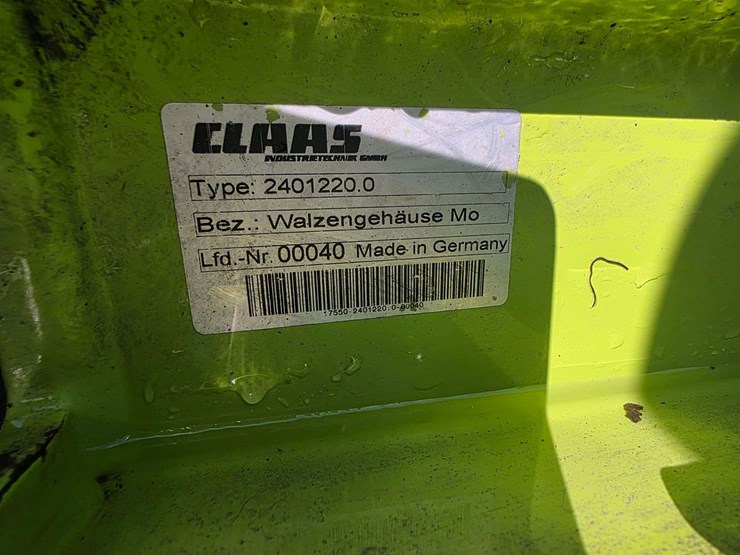 CLAAS
INDUSTRIETECHNIK GMBH
Type: 2401220.0
Bez.: Walzengehäuse Mo
Lfd.-Nr. 00040 Made in Germany
17550-2401220.0-00040